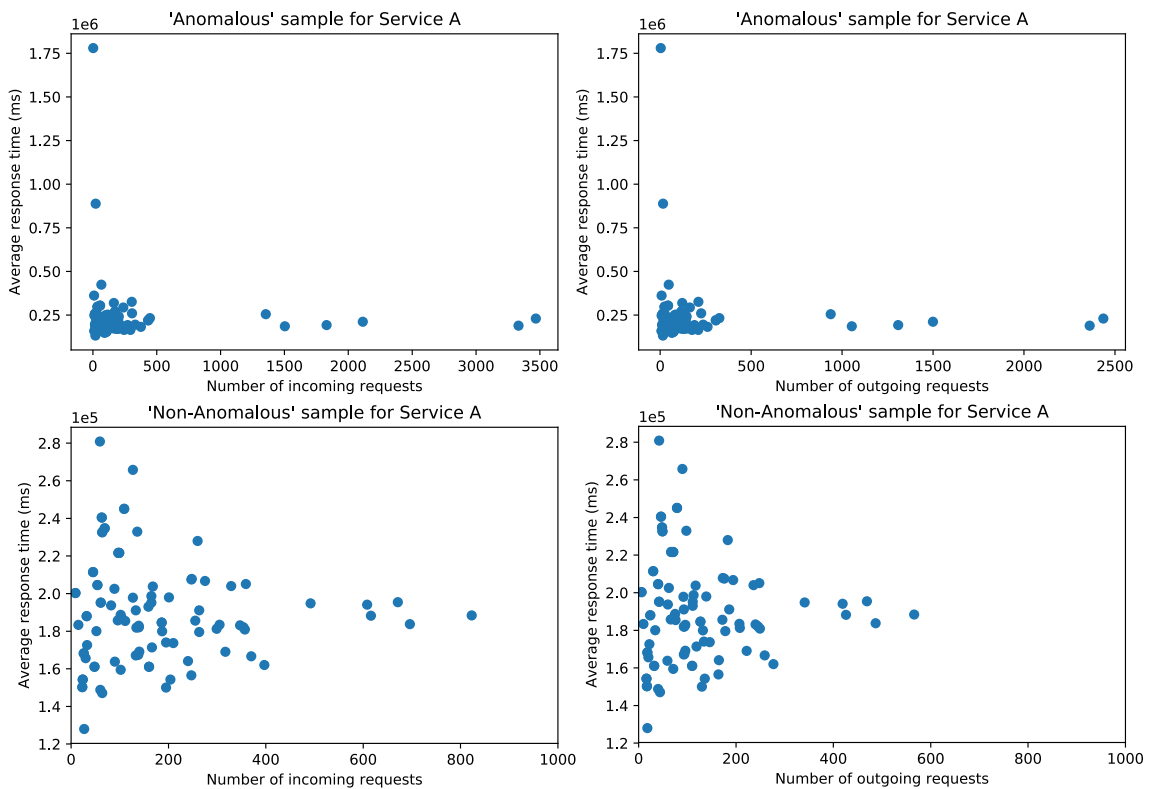 'Anomalous' sample for Service A
1e6
Average response time (ms)
1.75
1.50
1.25
1.00
0.75
0.50
0.25
0 500 1000 1500 2000 2500 3000 3500
Number of incoming requests
'Anomalous' sample for Service A
1e6
Average response time (ms)
1.75
1.50
1.25
1.00
0.75
0.50
0.25
0 500 1000 1500 2000 2500
Number of outgoing requests
'Non-Anomalous' sample for Service A
1e5
Average response time (ms)
2.8
2.6
2.4
2.2
2.0
1.8
1.6
1.4
1.2
0 200 400 600 800 1000
Number of incoming requests
'Non-Anomalous' sample for Service A
1e5
Average response time (ms)
2.8
2.6
2.4
2.2
2.0
1.8
1.6
1.4
1.2
0 200 400 600 800 1000
Number of outgoing requests